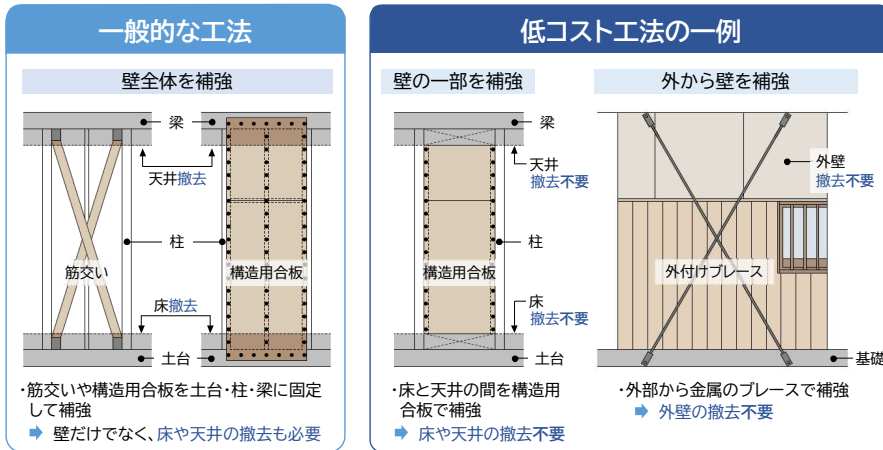 一般的な工法
壁全体を補強
梁
天井撤去
柱
筋交い
構造用合板
床撤去
土台
・筋交いや構造用合板を土台・柱・梁に固定
して補強
➡ 壁だけでなく、床や天井の撤去も必要
低コスト工法の一例
壁の一部を補強
梁
天井
撤去不要
柱
構造用合板
床
撤去不要
土台
・床と天井の間を構造用
合板で補強
➡ 床や天井の撤去不要
外から壁を補強
外壁
撤去不要
外付けブレース
基礎
・外部から金属のブレースで補強
➡ 外壁の撤去不要